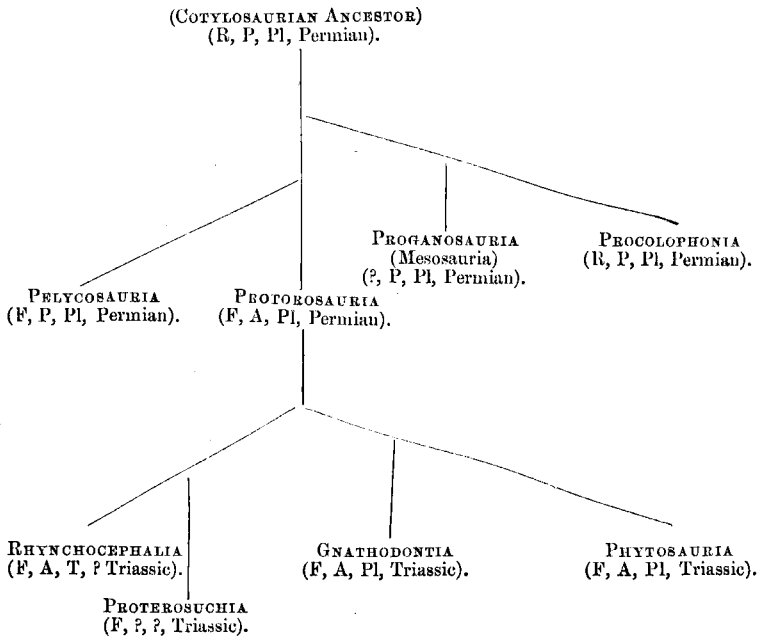 (COTYLOSAURIAN ANCESTOR)
(R, P, Pl, Permian).
PROGANOSAURIA
(Mesosauria)
(?, P, Pl, Permian).
PROCOLOPHONIA
(R, P, Pl, Permian).
PELYCOSAURIA
(F, P, Pl, Permian).
PROTOROSAURIA
(F, A, Pl, Permian).
RHYNCHOCEPHALIA
(F, A, T, ? Triassic).
PROTEROSUCHIA
(F, ?, ?, Triassic).
GNATHODONTIA
(F, A, Pl, Triassic).
PHYTOSAURIA
(F, A, Pl, Triassic).